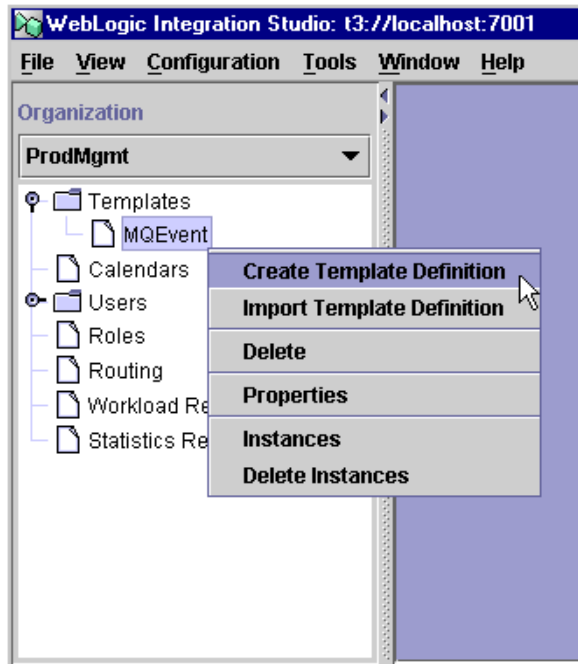 WebLogic Integration Studio: t3://localhost:7001
File View Configuration Tools Window Help
Organization
ProdMgmt
Templates
MQEvent
Calendars
Create Template Definition
Users
Import Template Definition
Roles
Delete
Routing
Properties
Workload Re
Statistics Re
Instances
Delete Instances